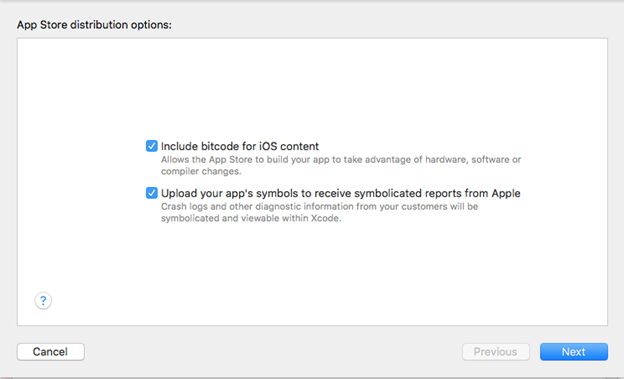 App Store distribution options:
Include bitcode for iOS content
Allows the App Store to build your app to take advantage of hardware, software or
compiler changes.
Upload your app's symbols to receive symbolicated reports from Apple
Crash logs and other diagnostic information from your customers will be
symbolicated and viewable within Xcode.
?
Cancel
Previous
Next